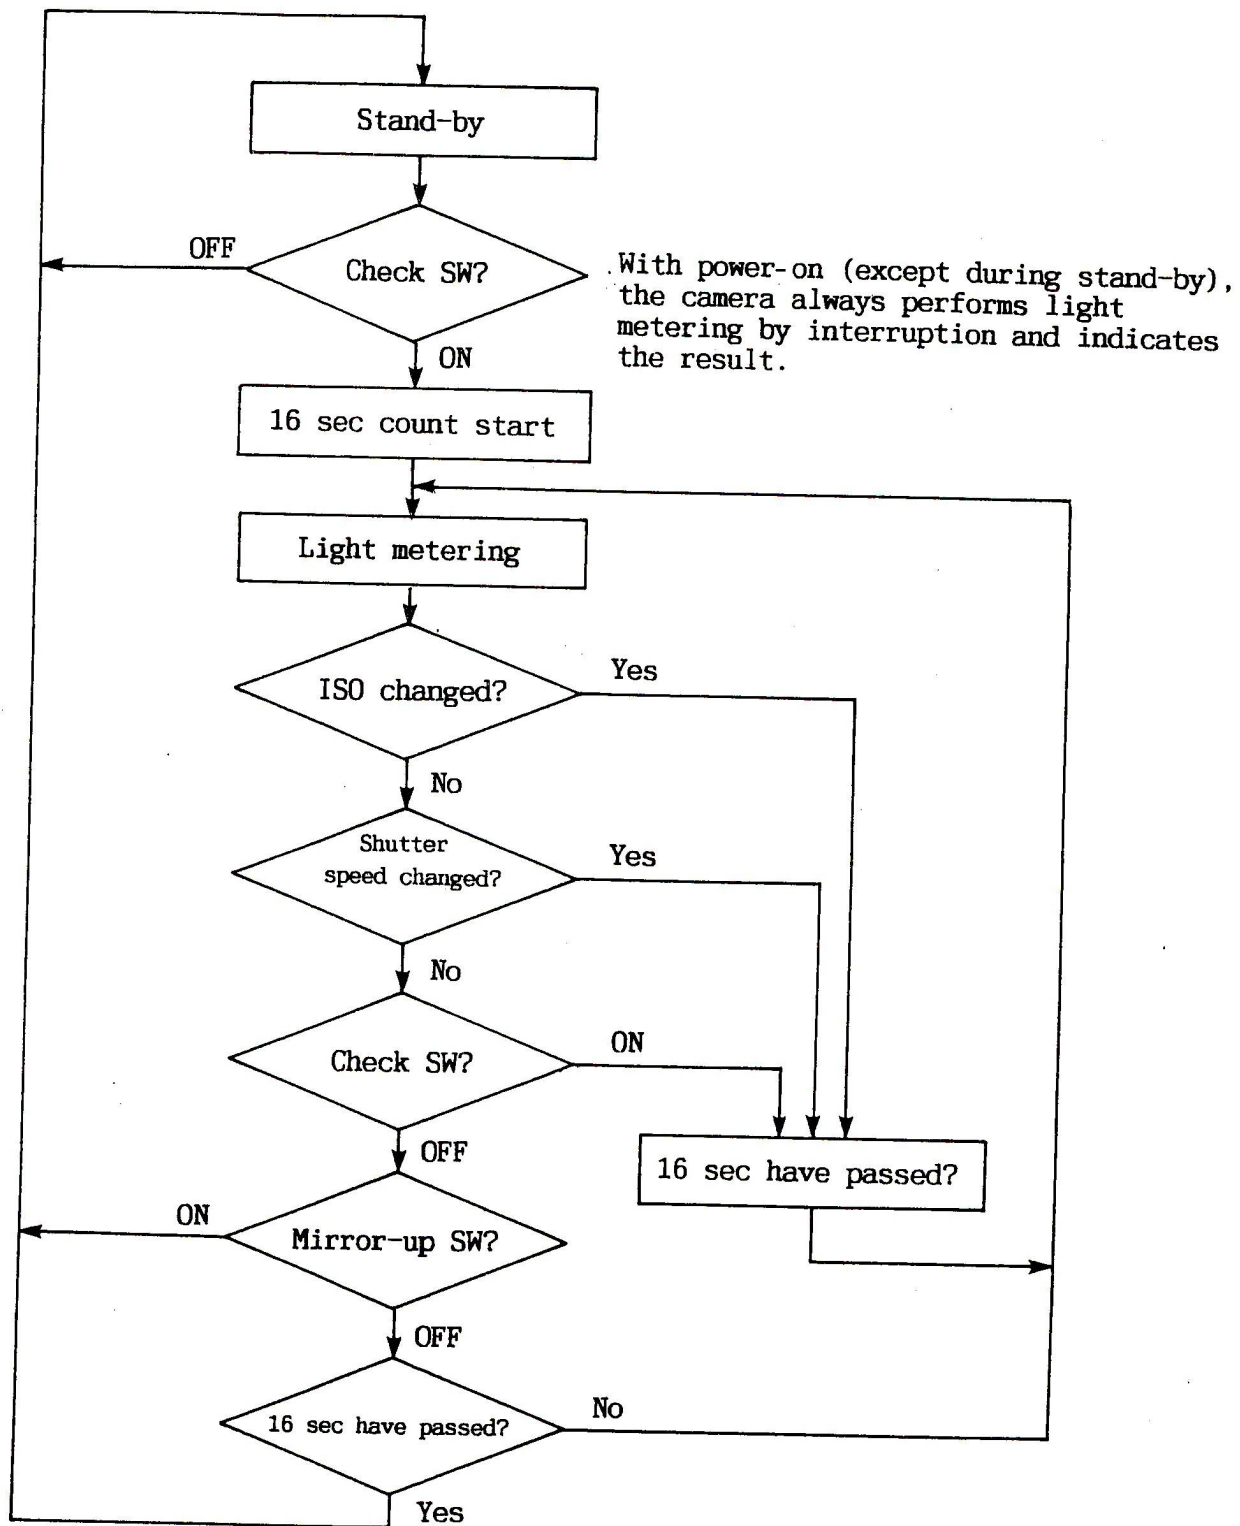 Stand-by
OFF
Check SW?
With power-on (except during stand-by),
the camera always performs light
metering by interruption and indicates
the result.
ON
16 sec count start
Light metering
ISO changed?
Yes
No
Shutter
speed changed?
Yes
No
Check SW?
ON
OFF
16 sec have passed?
ON
Mirror-up SW?
OFF
16 sec have passed?
No
Yes